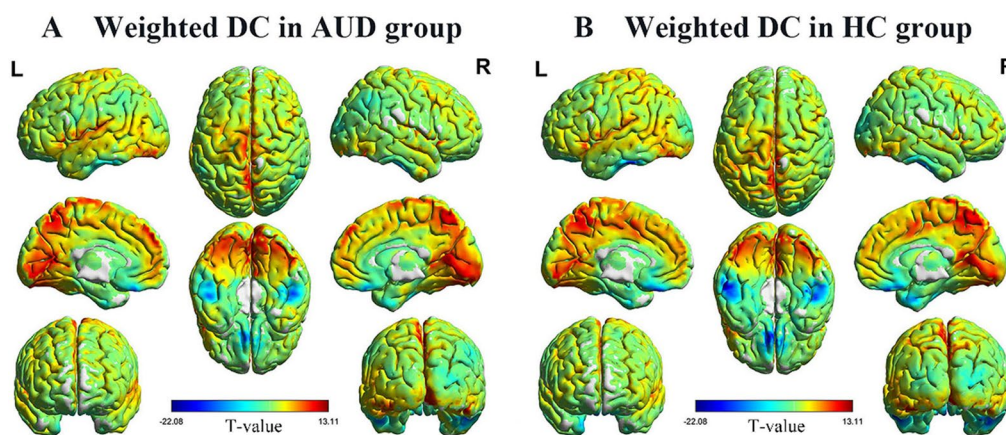 A Weighted DC in AUD group
L
R
-22.08
13.11
T-value
B Weighted DC in HC group
L
R
-22.08
13.11
T-value